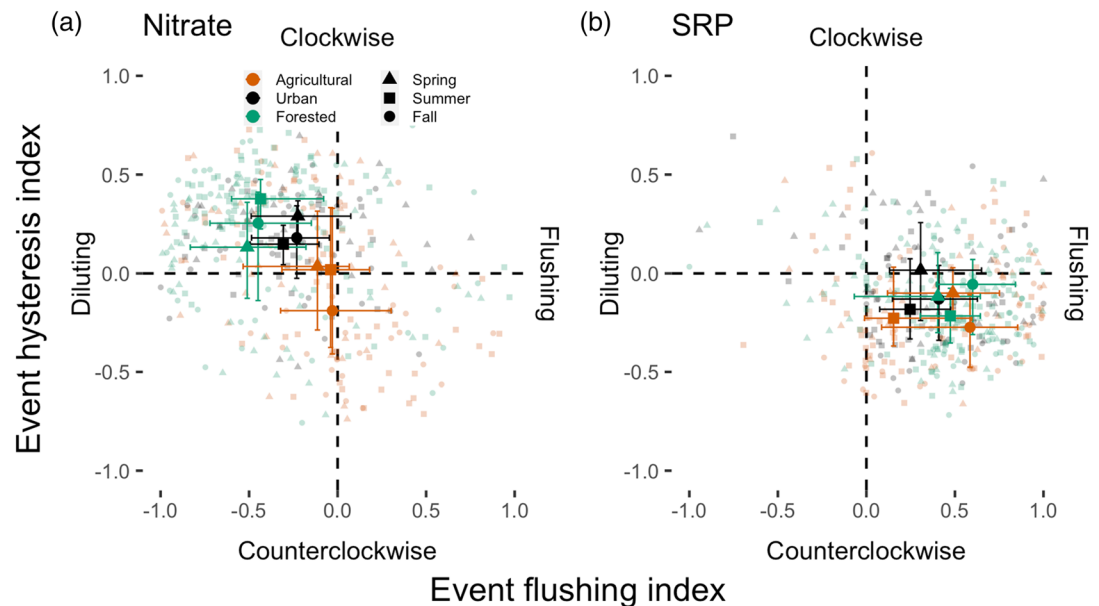 (a) Nitrate
Clockwise
Agricultural
Urban
Forested
Spring
Summer
Fall
1.0
0.5
0.0
-0.5
-1.0
Diluting
Flushing
-1.0 -0.5 0.0 0.5 1.0
Counterclockwise
(b) SRP
Clockwise
1.0
0.5
0.0
-0.5
-1.0
Diluting
Flushing
-1.0 -0.5 0.0 0.5 1.0
Counterclockwise
Event hysteresis index
Event flushing index